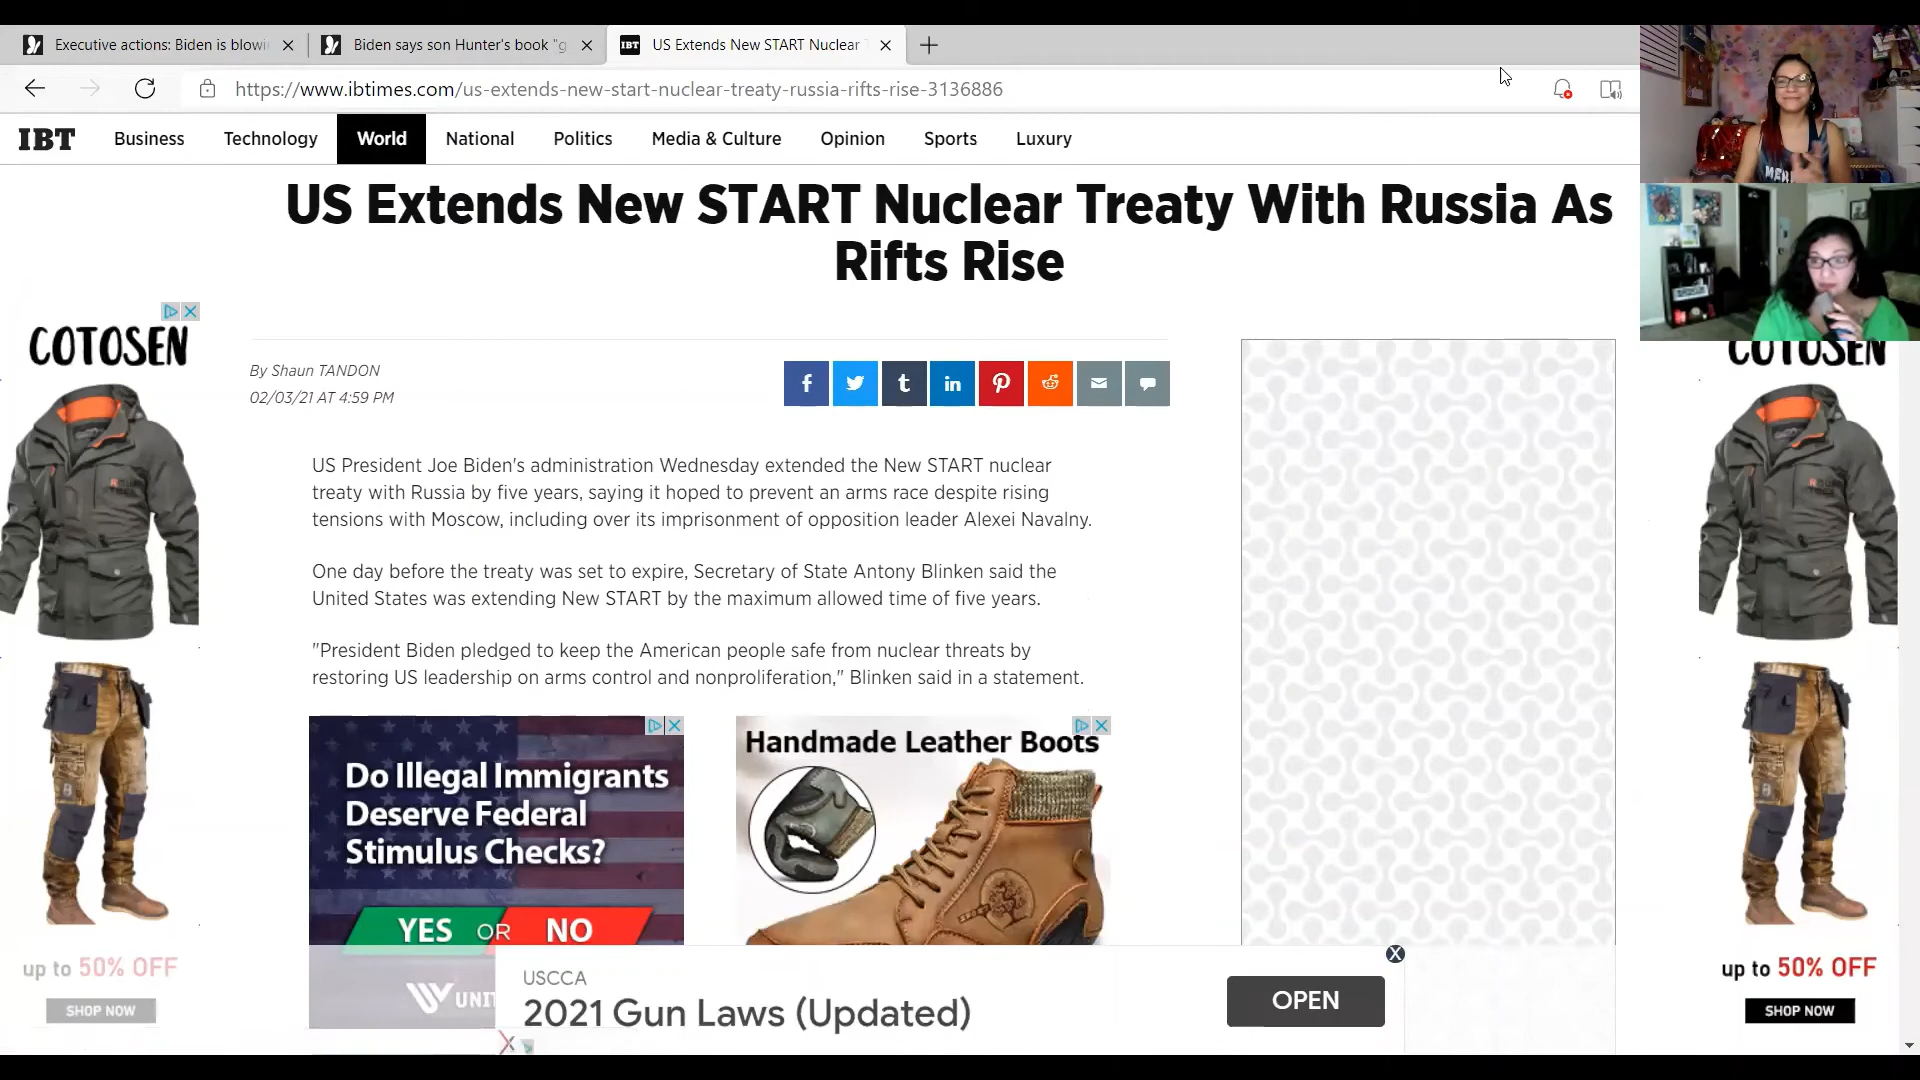 Executive actions: Biden is blowi
Biden says son Hunter's book "g
IBT
US Extends New START Nuclear T
https://www.ibtimes.com/us-extends-new-start-nuclear-treaty-russia-rifts-rise-3136886
IBT
Business
Technology
World
National
Politics
Media & Culture
Opinion
Sports
Luxury
US Extends New START Nuclear Treaty With Russia As
Rifts Rise
By Shaun TANDON
02/03/21 AT 4:59 PM
US President Joe Biden's administration Wednesday extended the New START nuclear
treaty with Russia by five years, saying it hoped to prevent an arms race despite rising
tensions with Moscow, including over its imprisonment of opposition leader Alexei Navalny.
One day before the treaty was set to expire, Secretary of State Antony Blinken said the
United States was extending New START by the maximum allowed time of five years.
"President Biden pledged to keep the American people safe from nuclear threats by
restoring US leadership on arms control and nonproliferation," Blinken said in a statement.
COTOSEN
up to 50% OFF
SHOP NOW
Do Illegal Immigrants
Deserve Federal
Stimulus Checks?
YES OR NO
UNIT
Handmade Leather Boots
USCCA
2021 Gun Laws (Updated)
OPEN
COTOSEN
up to 50% OFF
SHOP NOW